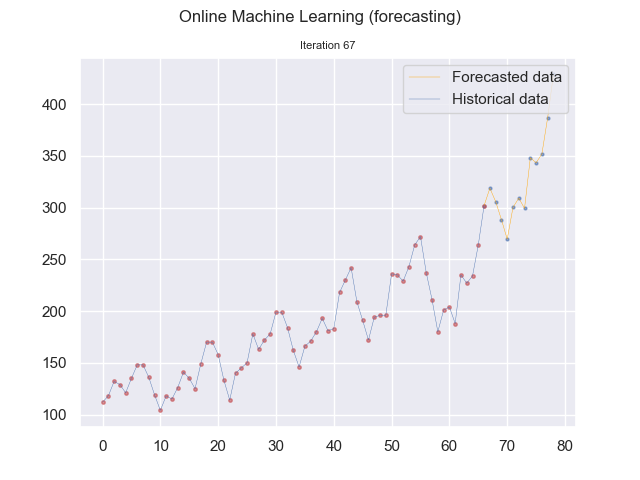 Online Machine Learning (forecasting)
Iteration 67
Forecasted data
Historical data
400
350
300
250
200
150
100
0 10 20 30 40 50 60 70 80